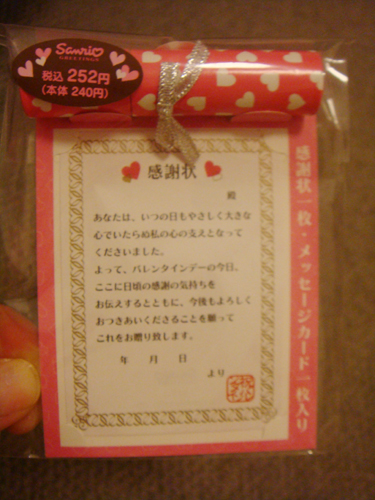 Sanrio
GREETINGS
税込 252円
(本体 240円)
感謝状
殿
あなたは、いつの日もやさしく大きな
心でいたらぬ私の心の支えとなって
くださいました。
よって、バレンタインデーの今日、
ここに日頃の感謝の気持ちを
お伝えするとともに、今後もよろしく
おつきあいくださることを願って
これをお贈り致します。
年 月 日
より
感謝状一枚・メッセージカード一枚入り